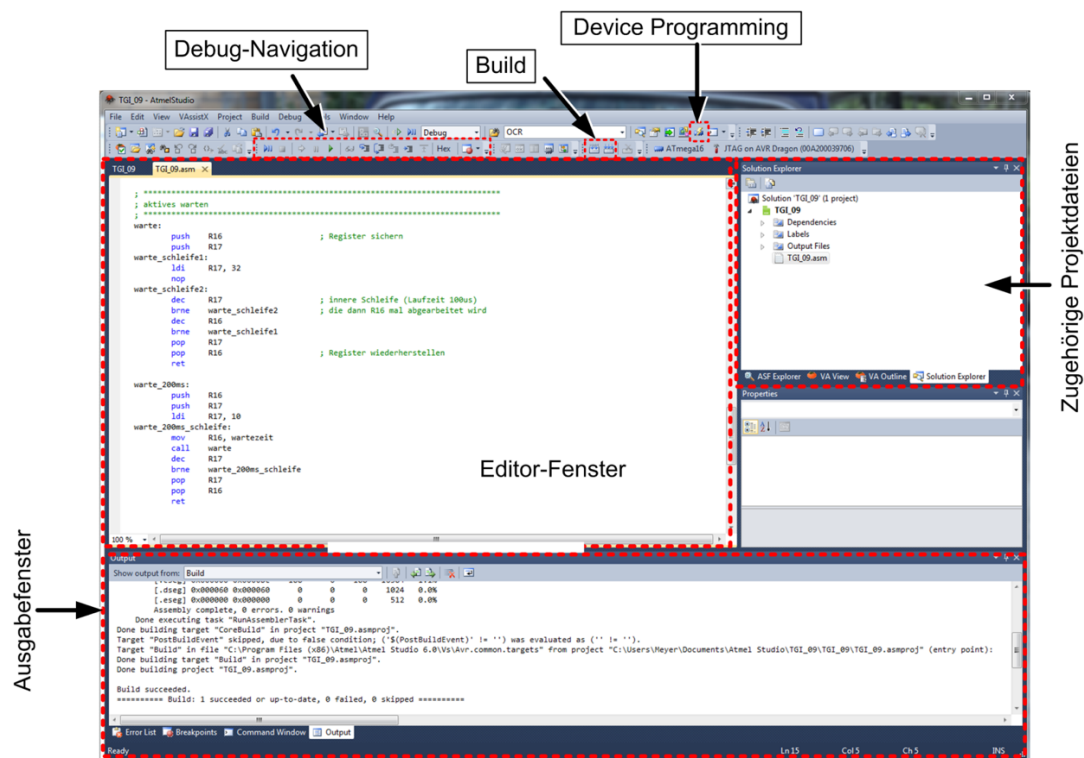 Device Programming
Debug-Navigation
Build
TGI_09 - AtmelStudio
File Edit View VAssistX Project Build Debug Window Help
Debug
OCR
Hex
ATmega16
JTAG on AVR Dragon (00A200039706)
TGI_09 TGI_09.asm
; ****************************************************************************
; aktives warten
; ****************************************************************************
warte:
push R16 ; Register sichern
push R17
warte_schleife1:
ldi R17, 32
nop
warte_schleife2:
dec R17 ; innere Schleife (Laufzeit 100us)
brne warte_schleife2 ; die dann R16 mal abgearbeitet wird
dec R16
brne warte_schleife1
pop R17
pop R16 ; Register wiederherstellen
ret
warte_200ms:
push R16
push R17
ldi R17, 10
warte_200ms_schleife:
mov R16, wartezeit
call warte
dec R17
brne warte_200ms_schleife
pop R17
pop R16
ret
Editor-Fenster
100 %
Solution Explorer
Solution 'TGI_09' (1 project)
TGI_09
Dependencies
Labels
Output Files
TGI_09.asm
ASF Explorer VA View VA Outline Solution Explorer
Properties
Zugehörige Projektdateien
Ausgabefenster
Output
Show output from: Build
[.dseg] 0x000060 0x000060 0 0 0 1024 0.0%
[.eseg] 0x000000 0x000000 0 0 0 512 0.0%
Assembly complete, 0 errors. 0 warnings
Done executing task "RunAssemblerTask".
Done building target "CoreBuild" in project "TGI_09.asmproj".
Target "PostBuildEvent" skipped, due to false condition; ('$(PostBuildEvent)' != '') was evaluated as ('' != '').
Target "Build" in file "C:\Program Files (x86)\Atmel\Atmel Studio 6.0\Vs\Avr.common.targets" from project "C:\Users\Meyer\Documents\Atmel Studio\TGI_09\TGI_09\TGI_09.asmproj" (entry point):
Done building target "Build" in project "TGI_09.asmproj".
Done building project "TGI_09.asmproj".
Build succeeded.
========== Build: 1 succeeded or up-to-date, 0 failed, 0 skipped ==========
Error List Breakpoints Command Window Output
Ready Ln 15 Col 5 Ch 5 INS